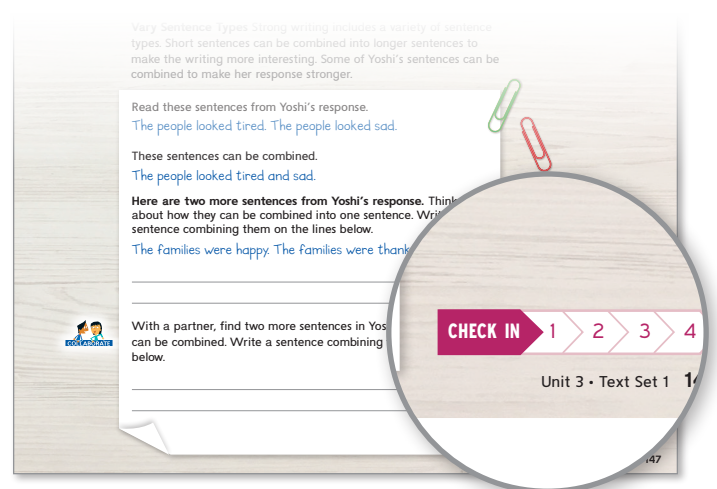 Vary Sentence Types Strong writing includes a variety of sentence
types. Short sentences can be combined into longer sentences to
make the writing more interesting. Some of Yoshi's sentences can be
combined to make her response stronger.
Read these sentences from Yoshi's response.
The people looked tired. The people looked sad.
These sentences can be combined.
The people looked tired and sad.
Here are two more sentences from Yoshi's response. Think
about how they can be combined into one sentence. Wri
sentence combining them on the lines below.
The families were happy. The families were thank
COLLABORATE
With a partner, find two more sentences in Yos
can be combined. Write a sentence combining
below.
CHECK IN 1 2 3 4
Unit 3 • Text Set 1 14
147